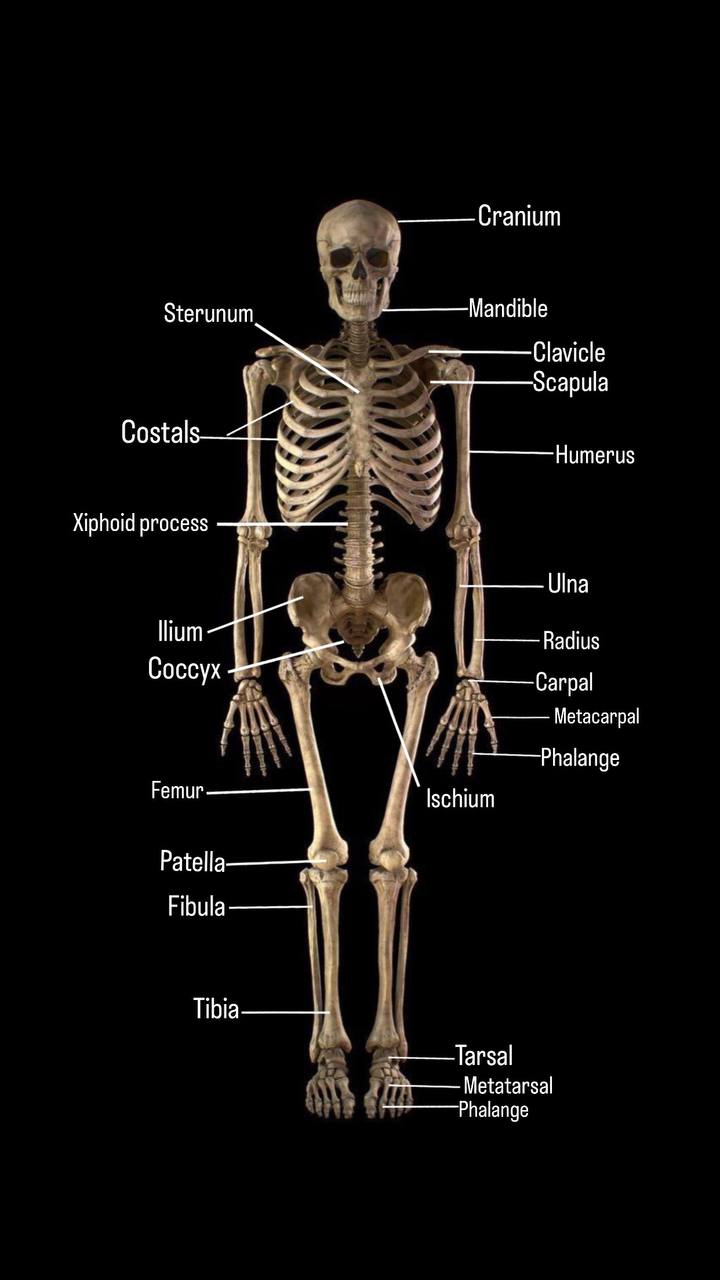 Cranium
Mandible
Sterunum
Clavicle
Scapula
Costals
Humerus
Xiphoid process
Ulna
Ilium
Radius
Coccyx
Carpal
Metacarpal
Phalange
Femur
Ischium
Patella
Fibula
Tibia
Tarsal
Metatarsal
Phalange